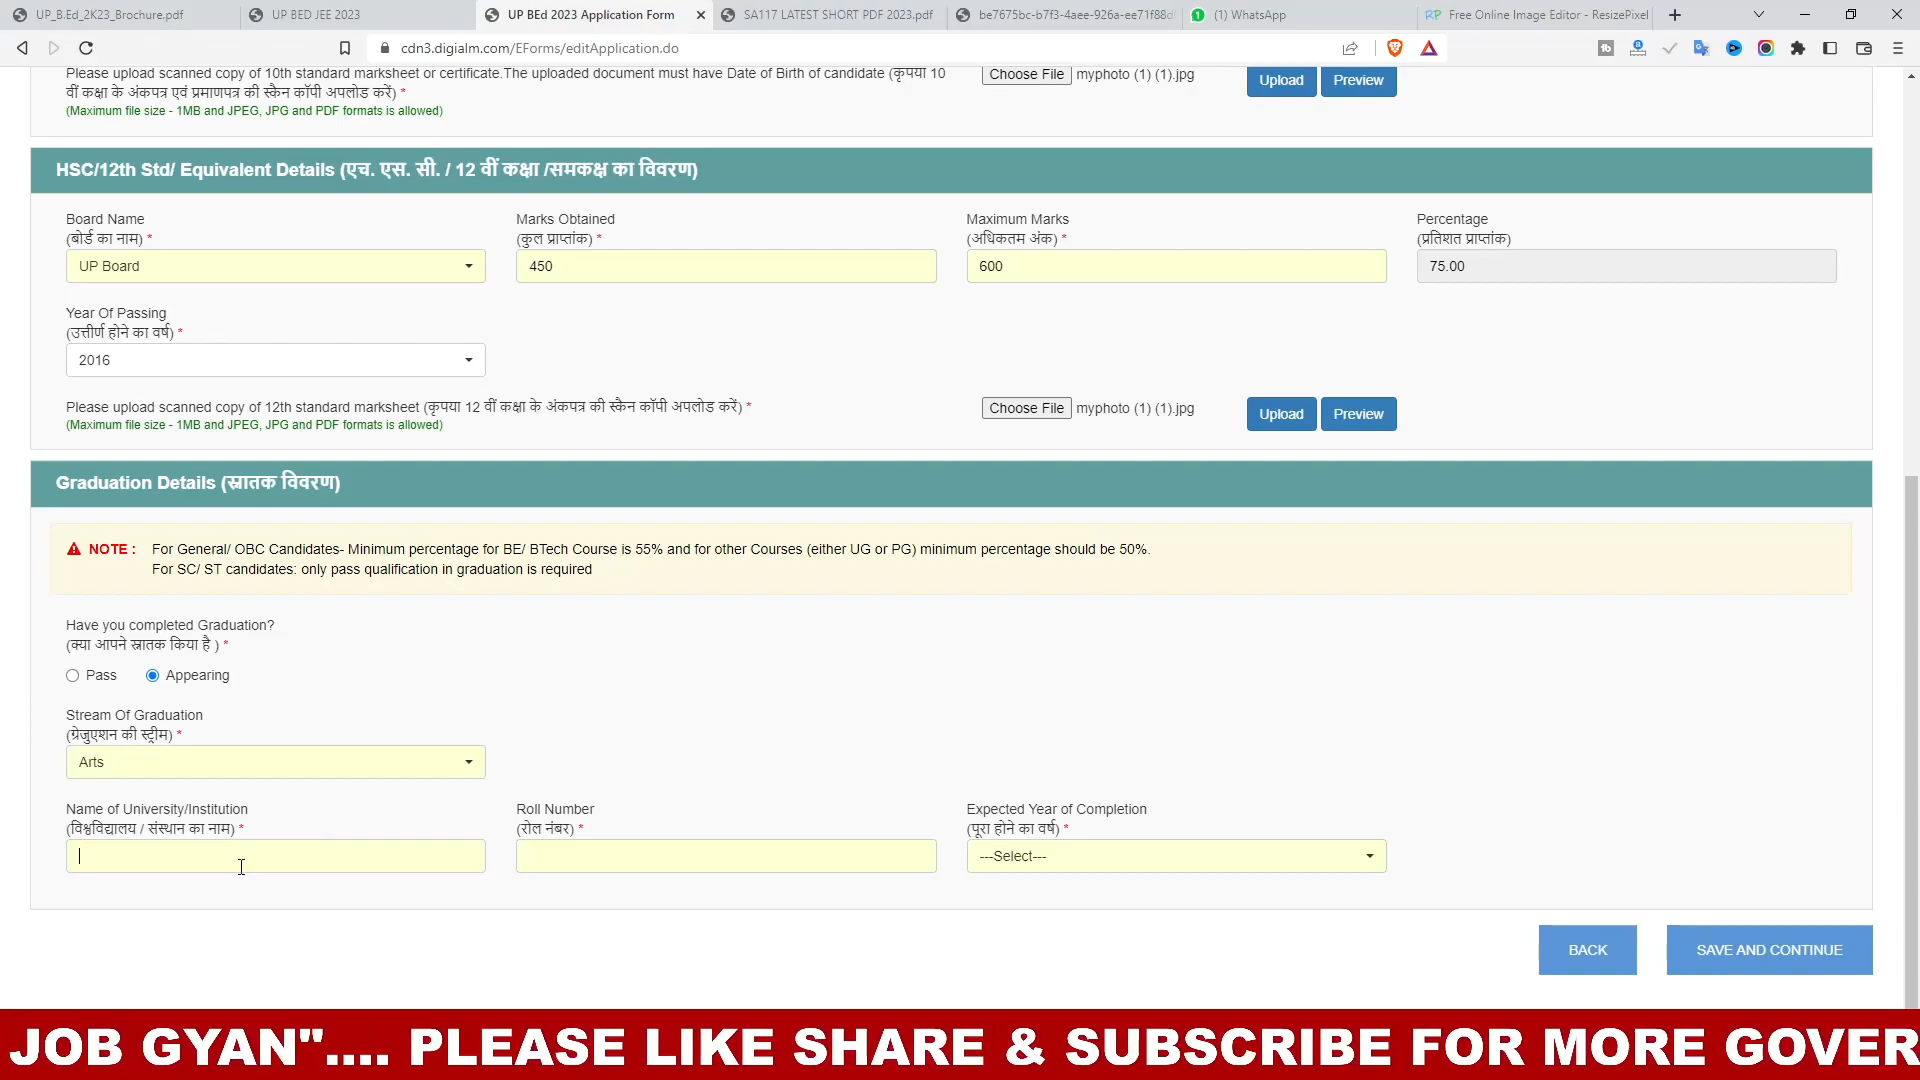 UP_B.Ed_2K23_Brochure.pdf
UP BED JEE 2023
UP BEd 2023 Application Form
SA117 LATEST SHORT PDF 2023.pdf
be7675bc-b7f3-4aee-926a-ee71f88d
(1) WhatsApp
Free Online Image Editor - ResizePixel
cdn3.digialm.com/EForms/editApplication.do
Please upload scanned copy of 10th standard marksheet or certificate.The uploaded document must have Date of Birth of candidate (कृपया 10
वीं कक्षा के अंकपत्र एवं प्रमाणपत्र की स्कैन कॉपी अपलोड करें) *
(Maximum file size - 1MB and JPEG, JPG and PDF formats is allowed)
Choose File myphoto (1) (1).jpg
Upload
Preview
HSC/12th Std/ Equivalent Details (एच. एस. सी. / 12 वीं कक्षा /समकक्ष का विवरण)
Board Name
(बोर्ड का नाम) *
UP Board
Marks Obtained
(कुल प्राप्तांक) *
450
Maximum Marks
(अधिकतम अंक) *
600
Percentage
(प्रतिशत प्राप्तांक)
75.00
Year Of Passing
(उत्तीर्ण होने का वर्ष) *
2016
Please upload scanned copy of 12th standard marksheet (कृपया 12 वीं कक्षा के अंकपत्र की स्कैन कॉपी अपलोड करें) *
(Maximum file size - 1MB and JPEG, JPG and PDF formats is allowed)
Choose File myphoto (1) (1).jpg
Upload
Preview
Graduation Details (स्नातक विवरण)
NOTE : For General/ OBC Candidates- Minimum percentage for BE/ BTech Course is 55% and for other Courses (either UG or PG) minimum percentage should be 50%.
For SC/ ST candidates: only pass qualification in graduation is required
Have you completed Graduation?
(क्या आपने स्नातक किया है ) *
Pass
Appearing
Stream Of Graduation
(ग्रेजुएशन की स्ट्रीम) *
Arts
Name of University/Institution
(विश्वविद्यालय / संस्थान का नाम) *
Roll Number
(रोल नंबर) *
Expected Year of Completion
(पूरा होने का वर्ष) *
---Select---
BACK
SAVE AND CONTINUE
JOB GYAN".... PLEASE LIKE SHARE & SUBSCRIBE FOR MORE GOVER